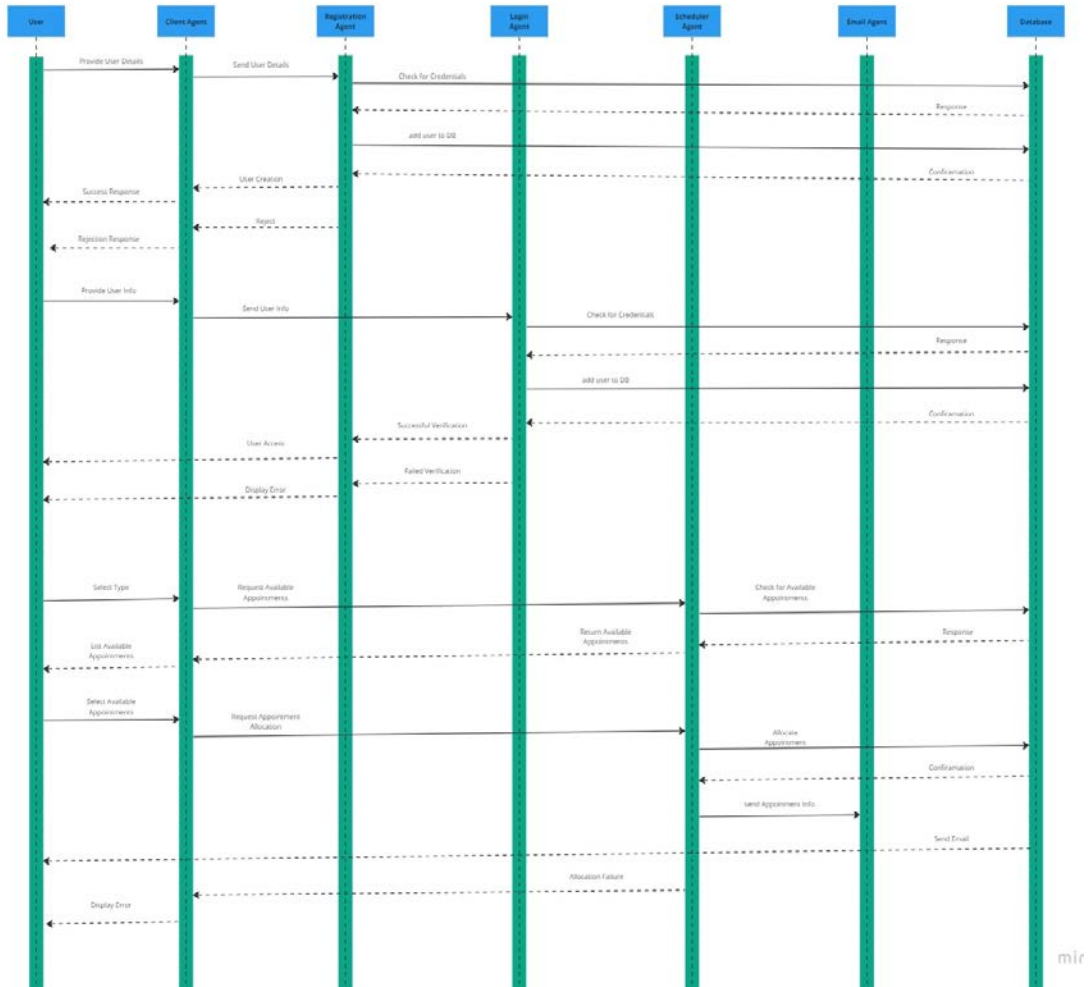 User
Client Agent
Registration
Agent
Login
Agent
Scheduler
Agent
Email Agent
Database
Provide User Details
Send User Details
Check for Credentials
Response
add user to DB
Confiramation
User Creation
Success Response
Reject
Rejection Response
Provide User Info
Send User Info
Check for Credentials
Response
add user to DB
Confiramation
Successful Verification
User Access
Failed Verification
Display Error
Select Type
Request Available
Appointments
Check for Available
Appointments
Return Available
Appointments
Response
List Available
Appointments
Select Available
Appointments
Request Appointment
Allocation
Allocate
Appointment
Confiramation
send Appointment Info
Send Email
Allocation Failure
Display Error